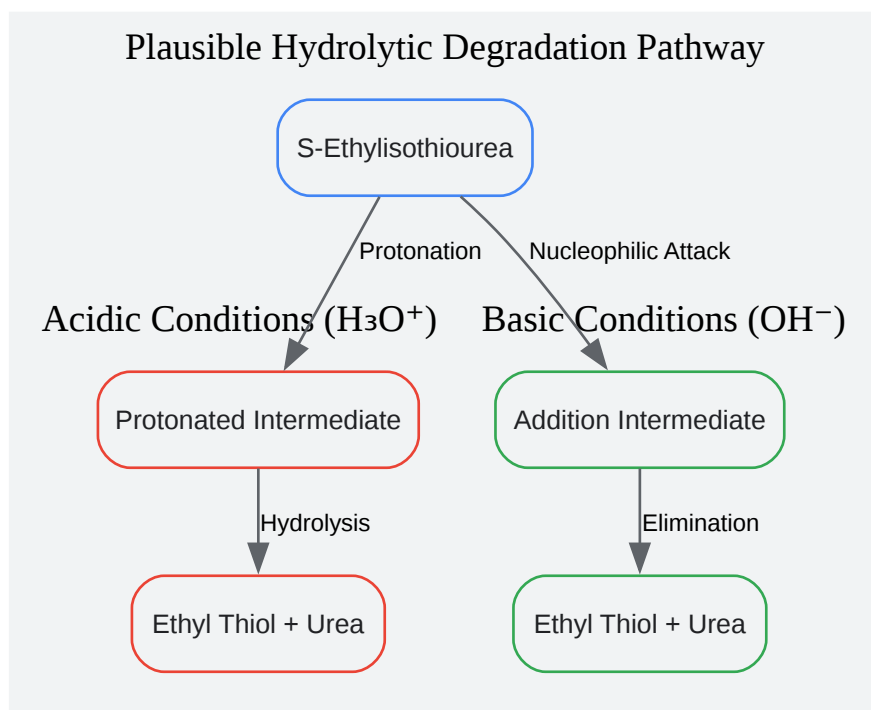 Plausible Hydrolytic Degradation Pathway
S-Ethylisothiourea
Protonation
Nucleophilic Attack
Acidic Conditions (H₃O⁺)
Basic Conditions (OH⁻)
Protonated Intermediate
Addition Intermediate
Hydrolysis
Elimination
Ethyl Thiol + Urea
Ethyl Thiol + Urea